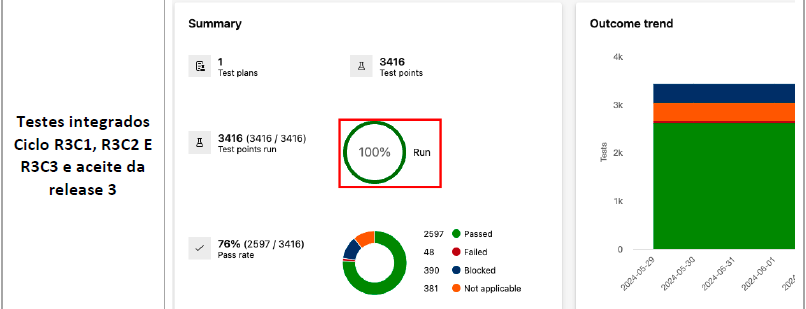 Testes integrados
Ciclo R3C1, R3C2 E
R3C3 e aceite da
release 3
Summary
1
Test plans
3416
Test points
3416 (3416 / 3416)
Test points run
100%
Run
76% (2597 / 3416)
Pass rate
2597 Passed
48 Failed
390 Blocked
381 Not applicable
Outcome trend
4k
3k
2k
1k
0
Tests
2024-05-29
2024-05-30
2024-05-31
2024-06-01